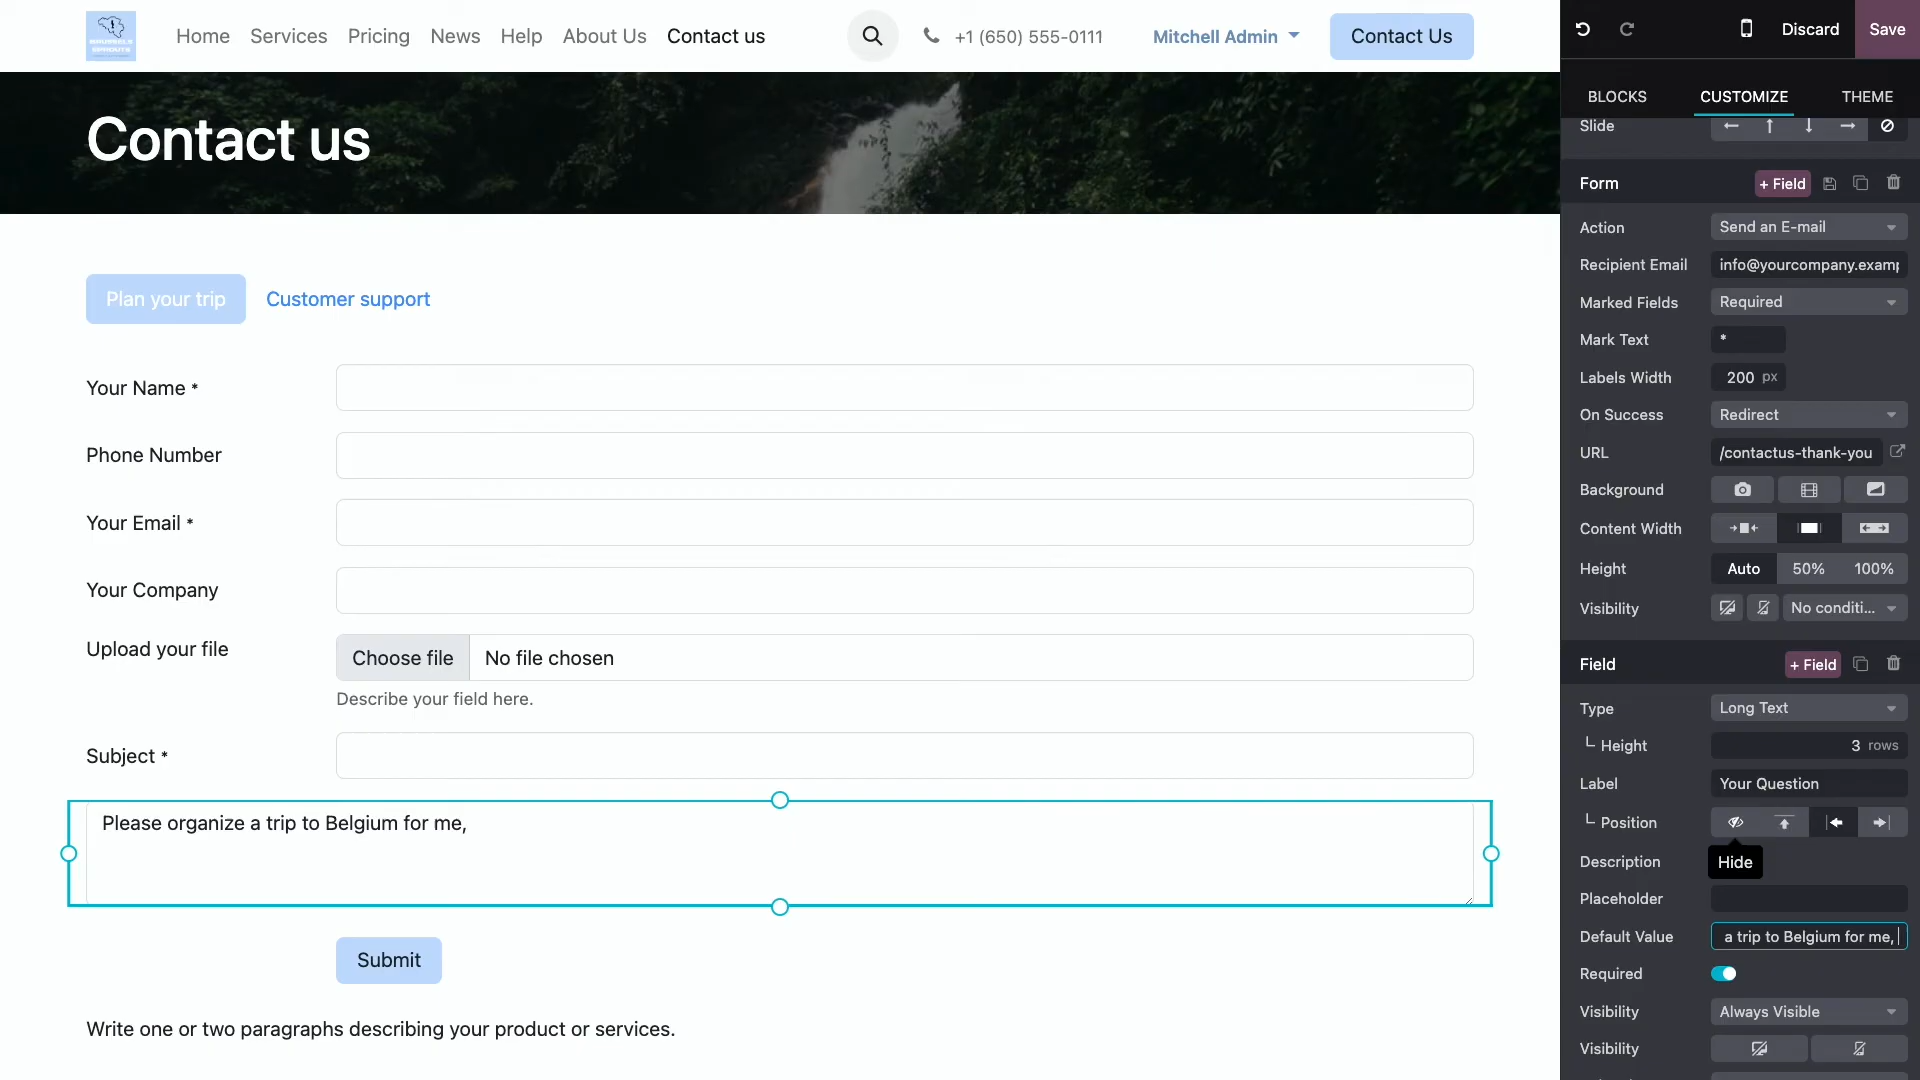 BRUSSELS
SPROUTS
Home
Services
Pricing
News
Help
About Us
Contact us
+1 (650) 555-0111
Mitchell Admin
Contact Us
Discard
Save
BLOCKS
CUSTOMIZE
THEME
Contact us
Plan your trip
Customer support
Your Name *
Phone Number
Your Email *
Your Company
Upload your file
Choose file
No file chosen
Describe your field here.
Subject *
Please organize a trip to Belgium for me,
Submit
Write one or two paragraphs describing your product or services.
Slide
Form
+ Field
Action
Send an E-mail
Recipient Email
info@yourcompany.examp
Marked Fields
Required
Mark Text
*
Labels Width
200 px
On Success
Redirect
URL
/contactus-thank-you
Background
Content Width
Height
Auto
50%
100%
Visibility
No conditi...
Field
+ Field
Type
Long Text
Height
3 rows
Label
Your Question
Position
Description
Hide
Placeholder
Default Value
a trip to Belgium for me,
Required
Visibility
Always Visible
Visibility